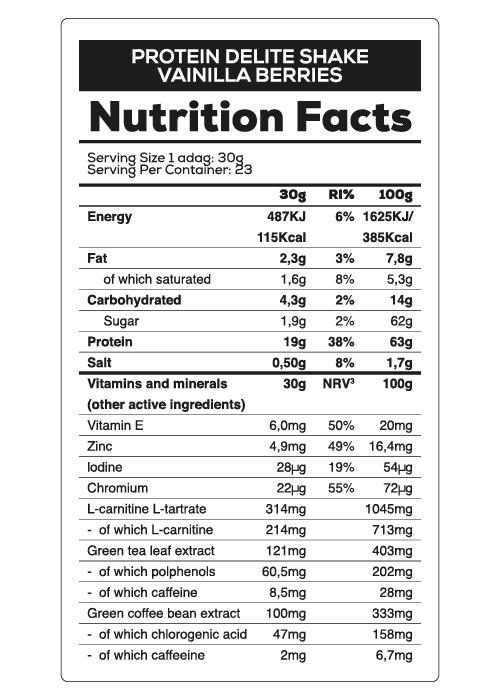 PROTEIN DELITE SHAKE
VAINILLA BERRIES
Nutrition Facts
Serving Size 1 adag: 30g
Serving Per Container: 23
30g RI% 100g
Energy 487KJ 6% 1625KJ/
115Kcal 385Kcal
Fat 2,3g 3% 7,8g
of which saturated 1,6g 8% 5,3g
Carbohydrated 4,3g 2% 14g
Sugar 1,9g 2% 62g
Protein 19g 38% 63g
Salt 0,50g 8% 1,7g
Vitamins and minerals 30g NRV³ 100g
(other active ingredients)
Vitamin E 6,0mg 50% 20mg
Zinc 4,9mg 49% 16,4mg
Iodine 28µg 19% 54µg
Chromium 22µg 55% 72µg
L-carnitine L-tartrate 314mg 1045mg
- of which L-carnitine 214mg 713mg
Green tea leaf extract 121mg 403mg
- of which polphenols 60,5mg 202mg
- of which caffeine 8,5mg 28mg
Green coffee bean extract 100mg 333mg
- of which chlorogenic acid 47mg 158mg
- of which caffeeine 2mg 6,7mg